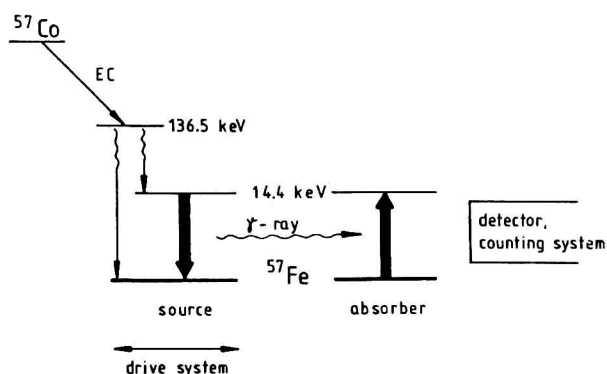 ⁵⁷Co
EC
136.5 keV
14.4 keV
γ-ray
⁵⁷Fe
detector,
counting system
source
absorber
drive system